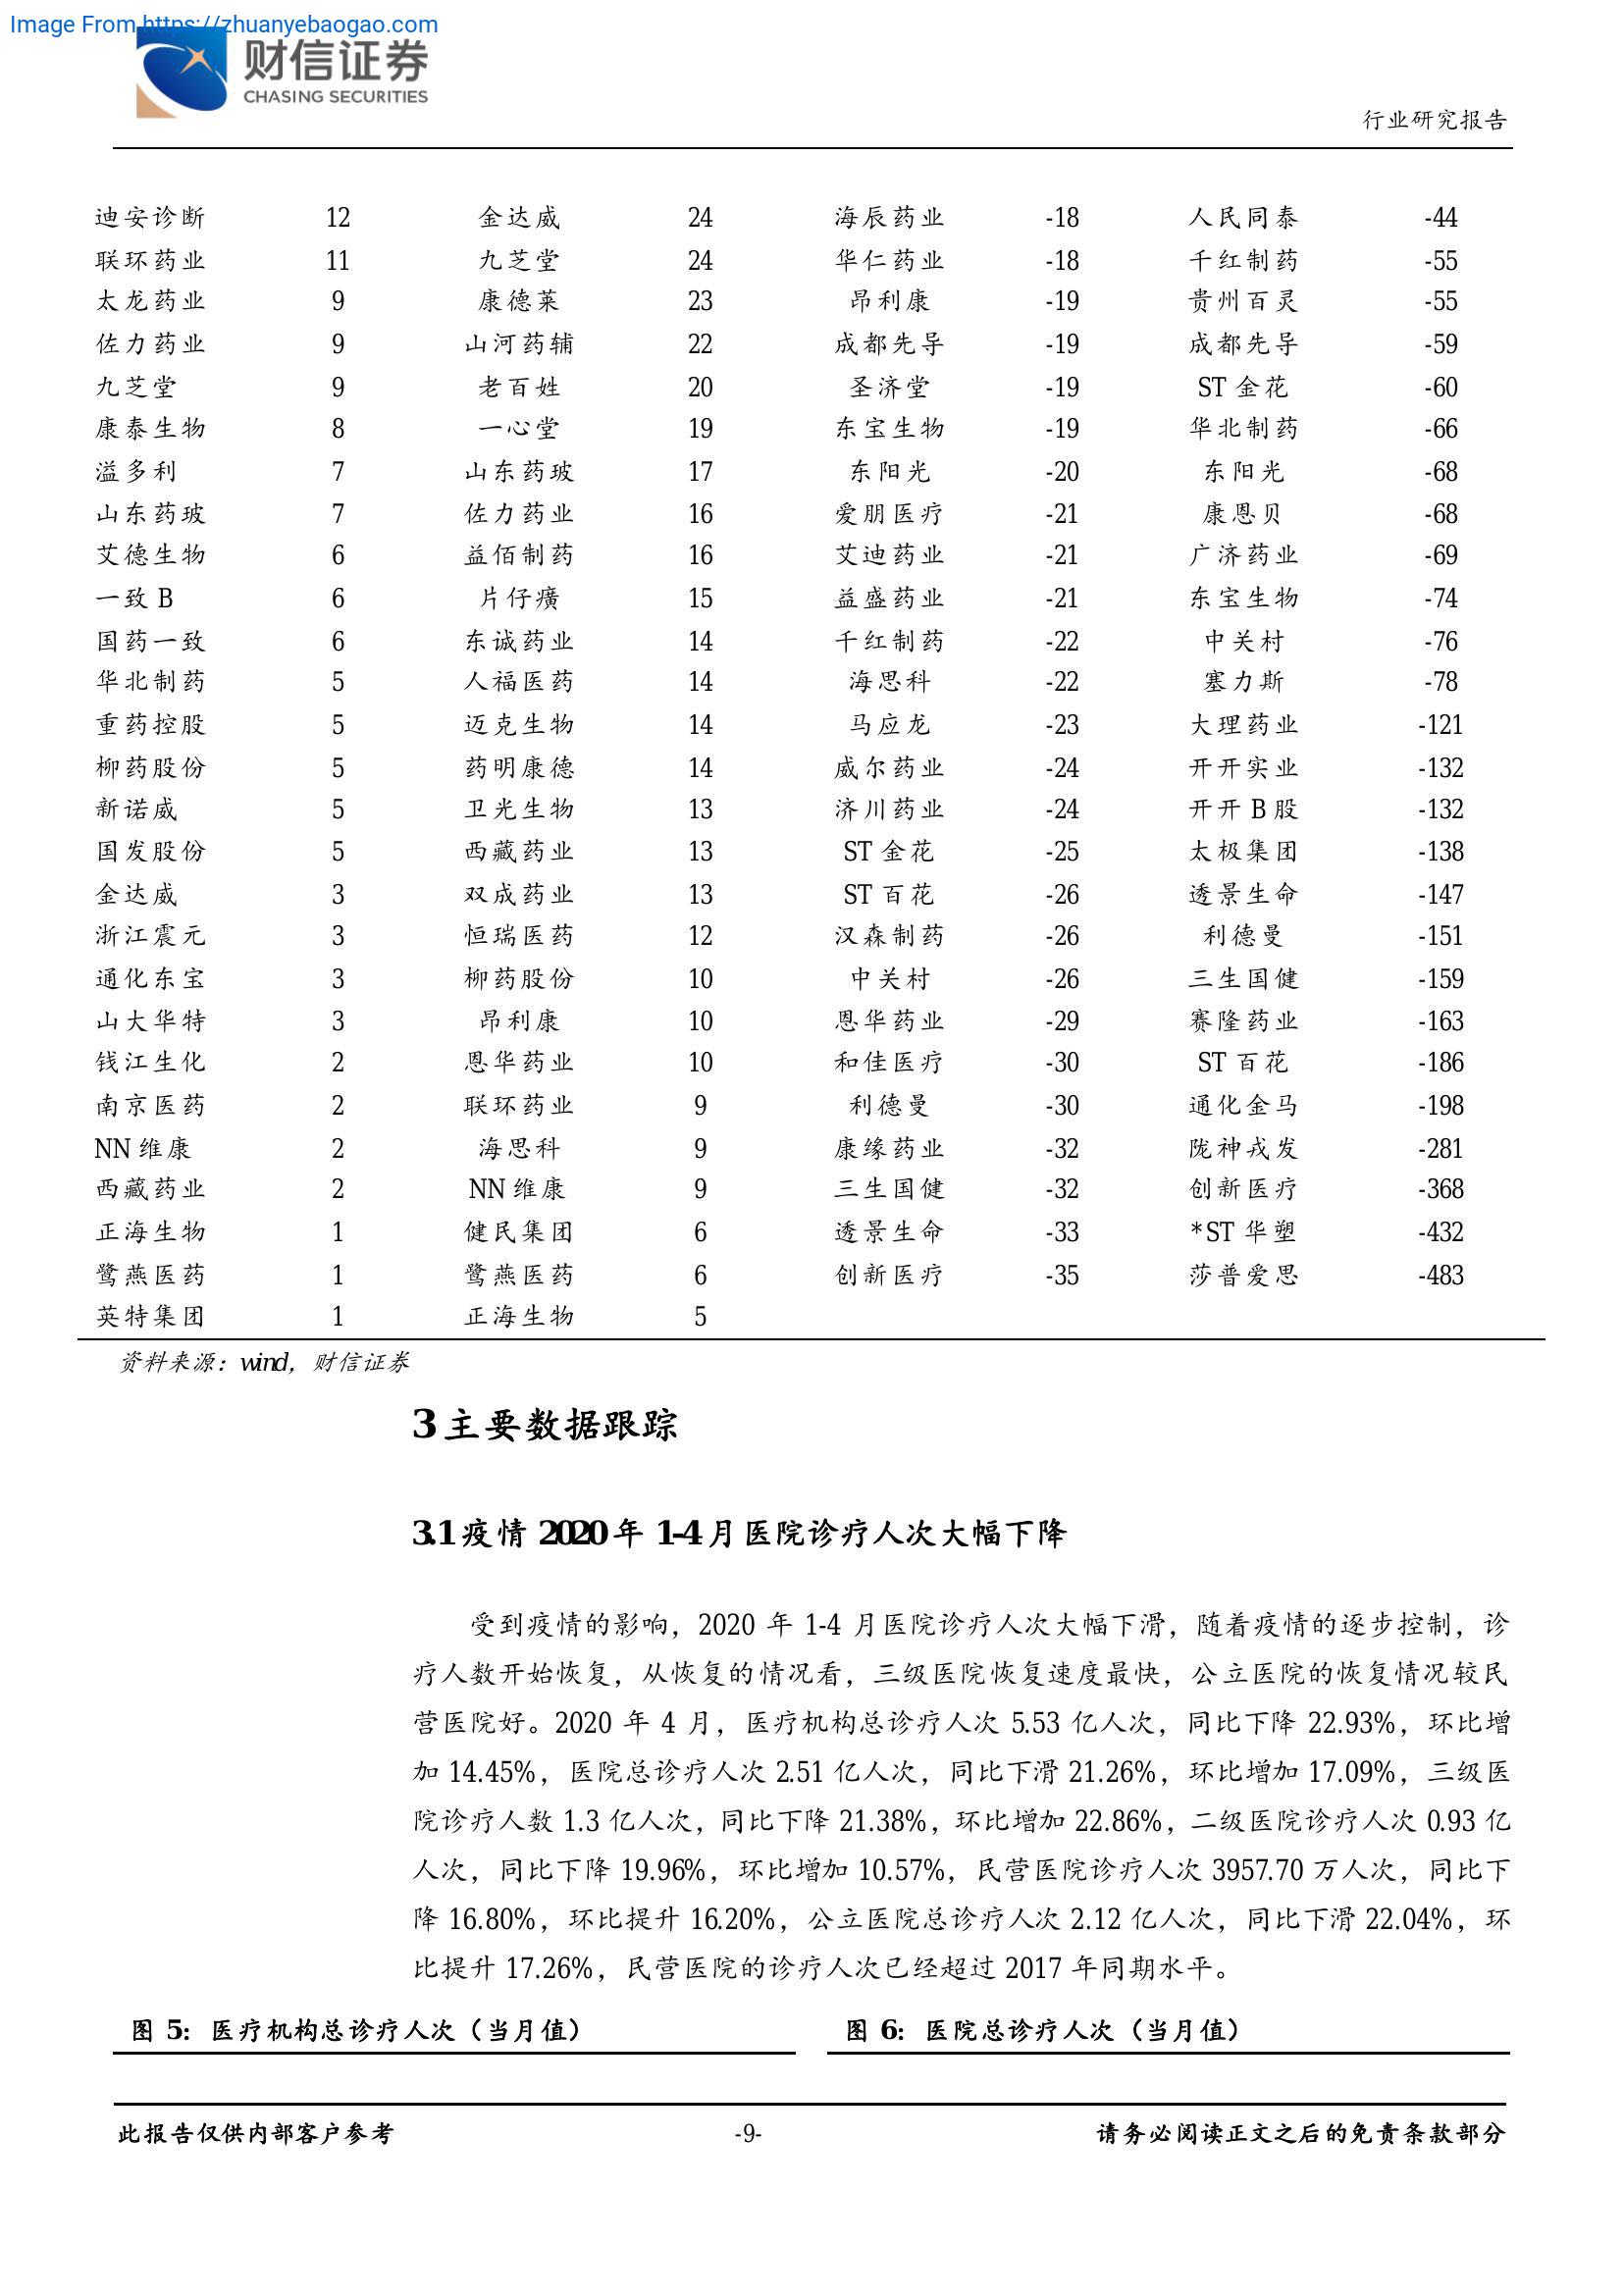 Image From https://zhuanyebaogao.com
财信证券
CHASING SECURITIES
行业研究报告
迪安诊断 12 金达威 24 海辰药业 -18 人民同泰 -44
联环药业 11 九芝堂 24 华仁药业 -18 千红制药 -55
太龙药业 9 康德莱 23 昂利康 -19 贵州百灵 -55
佐力药业 9 山河药辅 22 成都先导 -19 成都先导 -59
九芝堂 9 老百姓 20 圣济堂 -19 ST 金花 -60
康泰生物 8 一心堂 19 东宝生物 -19 华北制药 -66
溢多利 7 山东药玻 17 东阳光 -20 东阳光 -68
山东药玻 7 佐力药业 16 爱朋医疗 -21 康恩贝 -68
艾德生物 6 益佰制药 16 艾迪药业 -21 广济药业 -69
一致 B 6 片仔癀 15 益盛药业 -21 东宝生物 -74
国药一致 6 东诚药业 14 千红制药 -22 中关村 -76
华北制药 5 人福医药 14 海思科 -22 塞力斯 -78
重药控股 5 迈克生物 14 马应龙 -23 大理药业 -121
柳药股份 5 药明康德 14 威尔药业 -24 开开实业 -132
新诺威 5 卫光生物 13 济川药业 -24 开开 B 股 -132
国发股份 5 西藏药业 13 ST 金花 -25 太极集团 -138
金达威 3 双成药业 13 ST 百花 -26 透景生命 -147
浙江震元 3 恒瑞医药 12 汉森制药 -26 利德曼 -151
通化东宝 3 柳药股份 10 中关村 -26 三生国健 -159
山大华特 3 昂利康 10 恩华药业 -29 赛隆药业 -163
钱江生化 2 恩华药业 10 和佳医疗 -30 ST 百花 -186
南京医药 2 联环药业 9 利德曼 -30 通化金马 -198
NN 维康 2 海思科 9 康缘药业 -32 陇神戎发 -281
西藏药业 2 NN 维康 9 三生国健 -32 创新医疗 -368
正海生物 1 健民集团 6 透景生命 -33 *ST 华塑 -432
鹭燕医药 1 鹭燕医药 6 创新医疗 -35 莎普爱思 -483
英特集团 1 正海生物 5
资料来源：wind，财信证券
3 主要数据跟踪
3.1 疫情 2020 年 1-4 月医院诊疗人次大幅下降
受到疫情的影响，2020 年 1-4 月医院诊疗人次大幅下滑，随着疫情的逐步控制，诊
疗人数开始恢复，从恢复的情况看，三级医院恢复速度最快，公立医院的恢复情况较民
营医院好。2020 年 4 月，医疗机构总诊疗人次 5.53 亿人次，同比下降 22.93%，环比增
加 14.45%，医院总诊疗人次 2.51 亿人次，同比下滑 21.26%，环比增加 17.09%，三级医
院诊疗人数 1.3 亿人次，同比下降 21.38%，环比增加 22.86%，二级医院诊疗人次 0.93 亿
人次，同比下降 19.96%，环比增加 10.57%，民营医院诊疗人次 3957.70 万人次，同比下
降 16.80%，环比提升 16.20%，公立医院总诊疗人次 2.12 亿人次，同比下滑 22.04%，环
比提升 17.26%，民营医院的诊疗人次已经超过 2017 年同期水平。
图 5：医疗机构总诊疗人次（当月值） 图 6：医院总诊疗人次（当月值）
此报告仅供内部客户参考 -9- 请务必阅读正文之后的免责条款部分